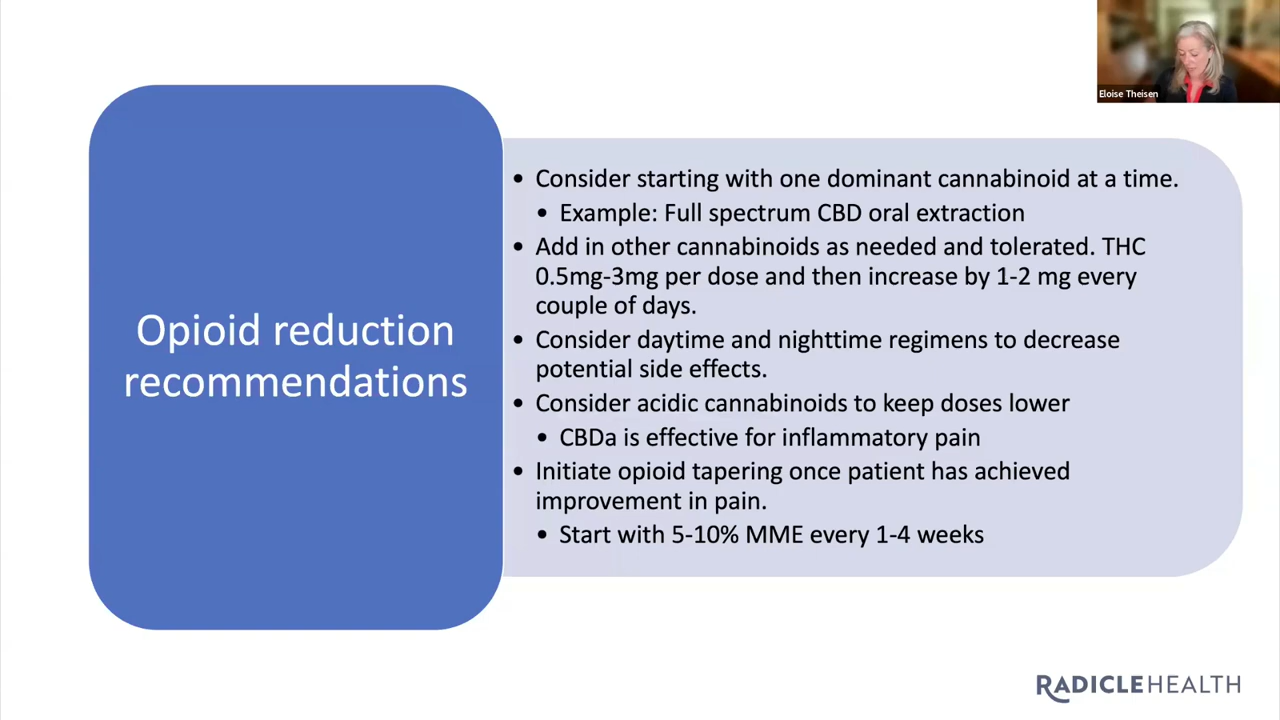 Eloise Theisen
Opioid reduction
recommendations
• Consider starting with one dominant cannabinoid at a time.
• Example: Full spectrum CBD oral extraction
• Add in other cannabinoids as needed and tolerated. THC
0.5mg-3mg per dose and then increase by 1-2 mg every
couple of days.
• Consider daytime and nighttime regimens to decrease
potential side effects.
• Consider acidic cannabinoids to keep doses lower
• CBDa is effective for inflammatory pain
• Initiate opioid tapering once patient has achieved
improvement in pain.
• Start with 5-10% MME every 1-4 weeks
RADICLEHEALTH